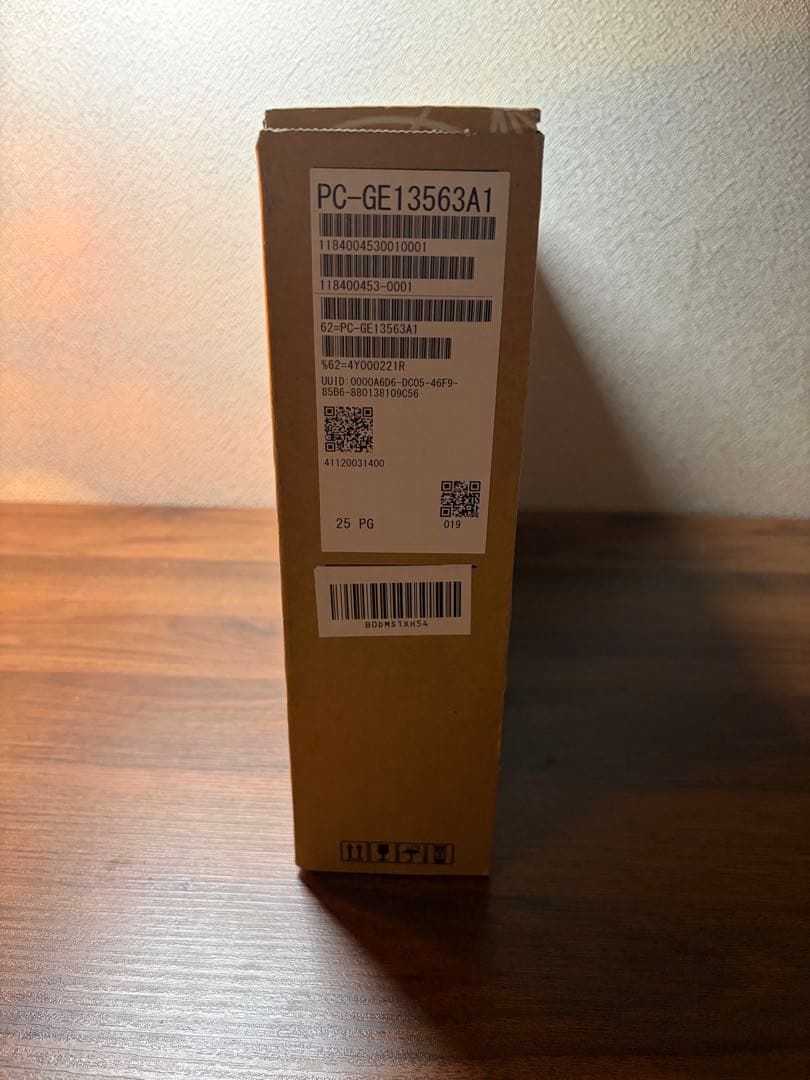 PC-GE13563A1
1184004530010001
118400453-0001
62=PC-GE13563A1
%62=4Y000221R
UUID:0000A6D6-DC05-46F9-
85B6-880138109C56
41120031400
019
25 PG
B0DMS1XH54